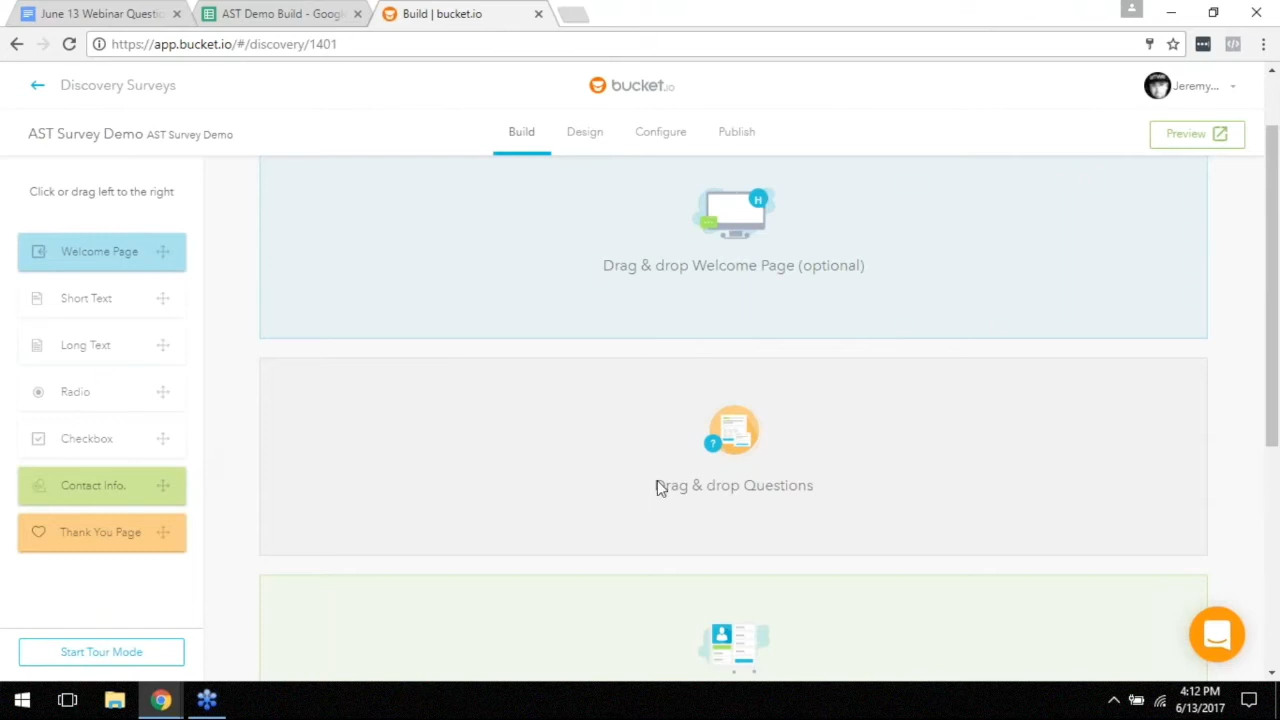 June 13 Webinar Questio
AST Demo Build - Googl
Build | bucket.io
https://app.bucket.io/#/discovery/1401
Discovery Surveys
bucket.io
Jeremy...
AST Survey Demo AST Survey Demo
Build
Design
Configure
Publish
Preview
Click or drag left to the right
Welcome Page
Short Text
Long Text
Radio
Checkbox
Contact Info.
Thank You Page
Start Tour Mode
H
Drag & drop Welcome Page (optional)
?
Drag & drop Questions
4:12 PM
6/13/2017